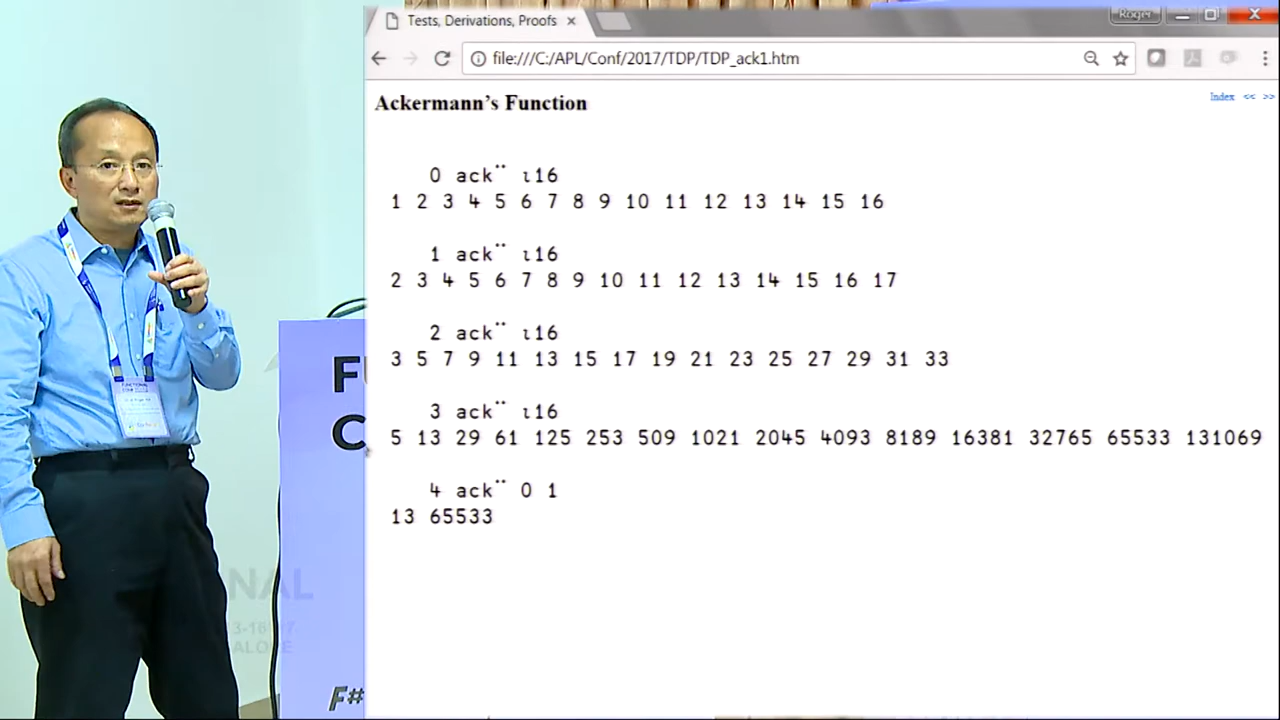 Tests, Derivations, Proofs
Roger
file:///C:/APL/Conf/2017/TDP/TDP_ack1.htm
Ackermann’s Function
Index << >>
0 ack¨ ⍳16
1 2 3 4 5 6 7 8 9 10 11 12 13 14 15 16
1 ack¨ ⍳16
2 3 4 5 6 7 8 9 10 11 12 13 14 15 16 17
2 ack¨ ⍳16
3 5 7 9 11 13 15 17 19 21 23 25 27 29 31 33
3 ack¨ ⍳16
5 13 29 61 125 253 509 1021 2045 4093 8189 16381 32765 65533 131069
4 ack¨ 0 1
13 65533
FUNCTIONAL
NAL
F#